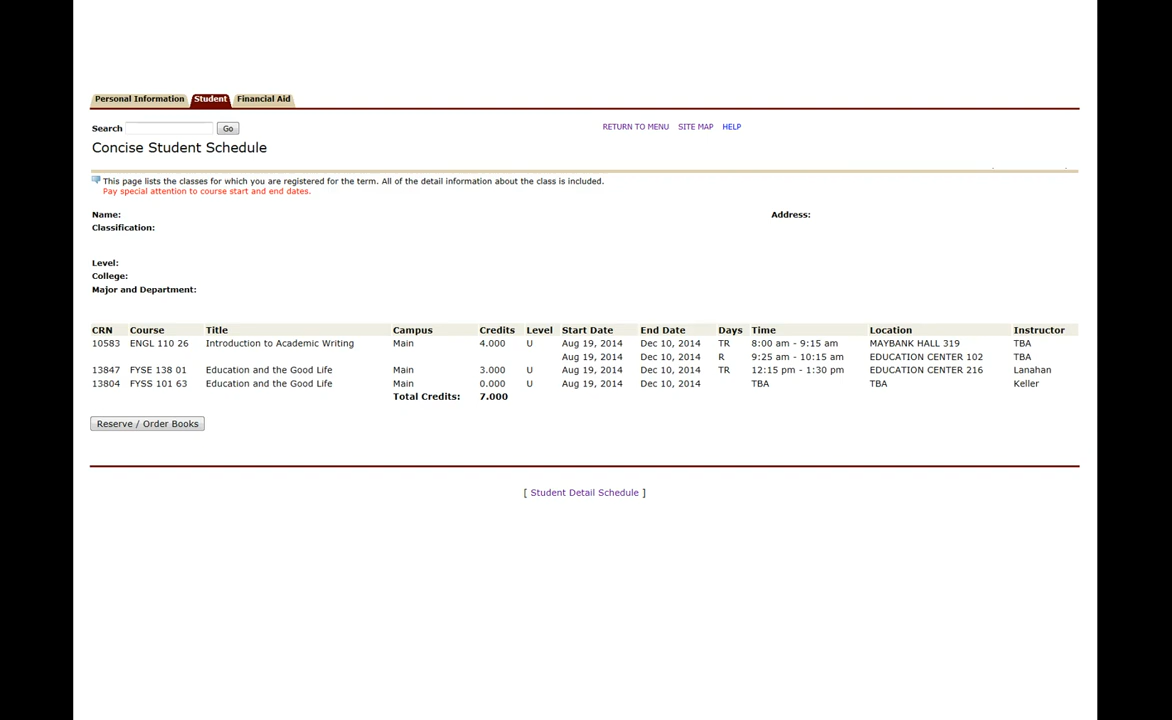 Personal Information Student Financial Aid
Search Go RETURN TO MENU SITE MAP HELP
Concise Student Schedule
This page lists the classes for which you are registered for the term. All of the detail information about the class is included.
Pay special attention to course start and end dates.
Name: Address:
Classification:
Level:
College:
Major and Department:
CRN Course Title Campus Credits Level Start Date End Date Days Time Location Instructor
10583 ENGL 110 26 Introduction to Academic Writing Main 4.000 U Aug 19, 2014 Dec 10, 2014 TR 8:00 am - 9:15 am MAYBANK HALL 319 TBA
Aug 19, 2014 Dec 10, 2014 R 9:25 am - 10:15 am EDUCATION CENTER 102 TBA
13847 FYSE 138 01 Education and the Good Life Main 3.000 U Aug 19, 2014 Dec 10, 2014 TR 12:15 pm - 1:30 pm EDUCATION CENTER 216 Lanahan
13804 FYSS 101 63 Education and the Good Life Main 0.000 U Aug 19, 2014 Dec 10, 2014 TBA TBA Keller
Total Credits: 7.000
Reserve / Order Books
[ Student Detail Schedule ]